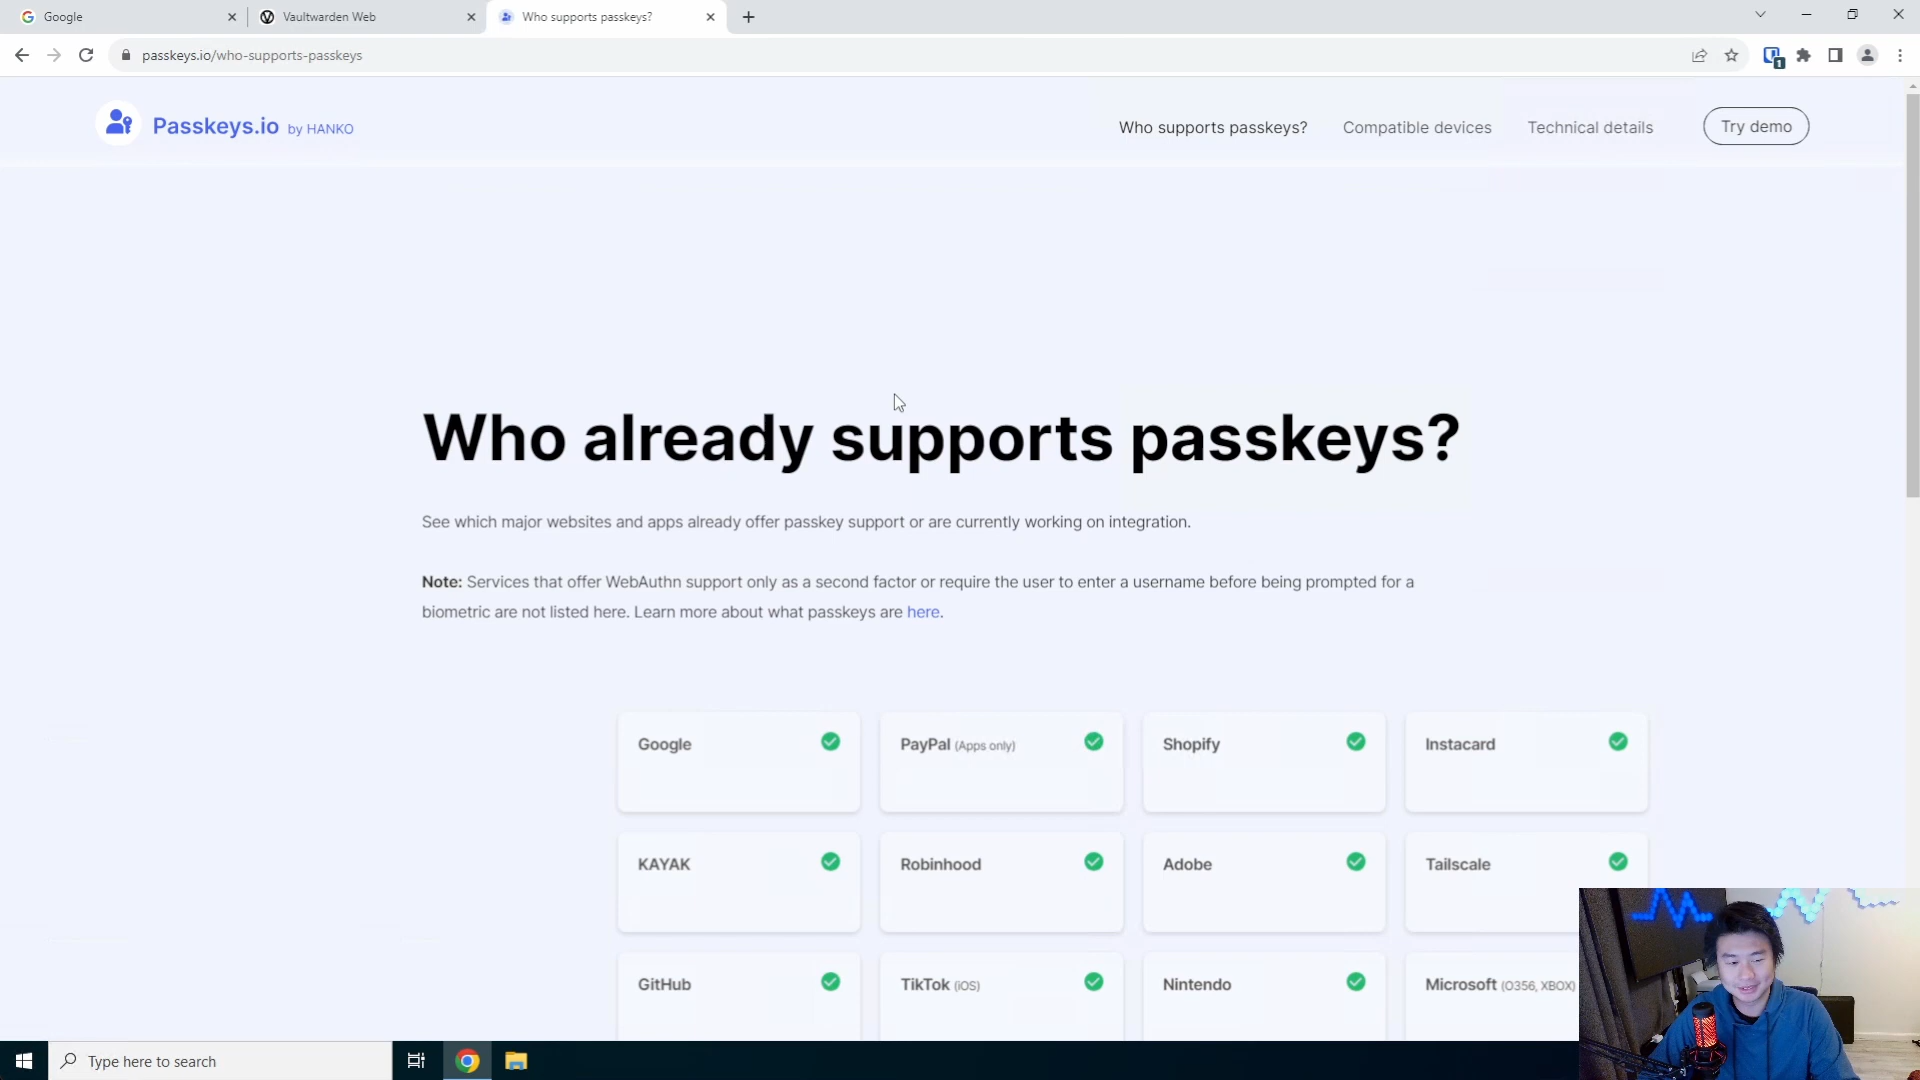 Google
Vaultwarden Web
Who supports passkeys?
passkeys.io/who-supports-passkeys
1
Passkeys.io by HANKO
Who supports passkeys?
Compatible devices
Technical details
Try demo
Who already supports passkeys?
See which major websites and apps already offer passkey support or are currently working on integration.
Note: Services that offer WebAuthn support only as a second factor or require the user to enter a username before being prompted for a
biometric are not listed here. Learn more about what passkeys are here.
Google
PayPal (Apps only)
Shopify
Instacard
KAYAK
Robinhood
Adobe
Tailscale
GitHub
TikTok (iOS)
Nintendo
Microsoft (O356, XBOX)
Type here to search